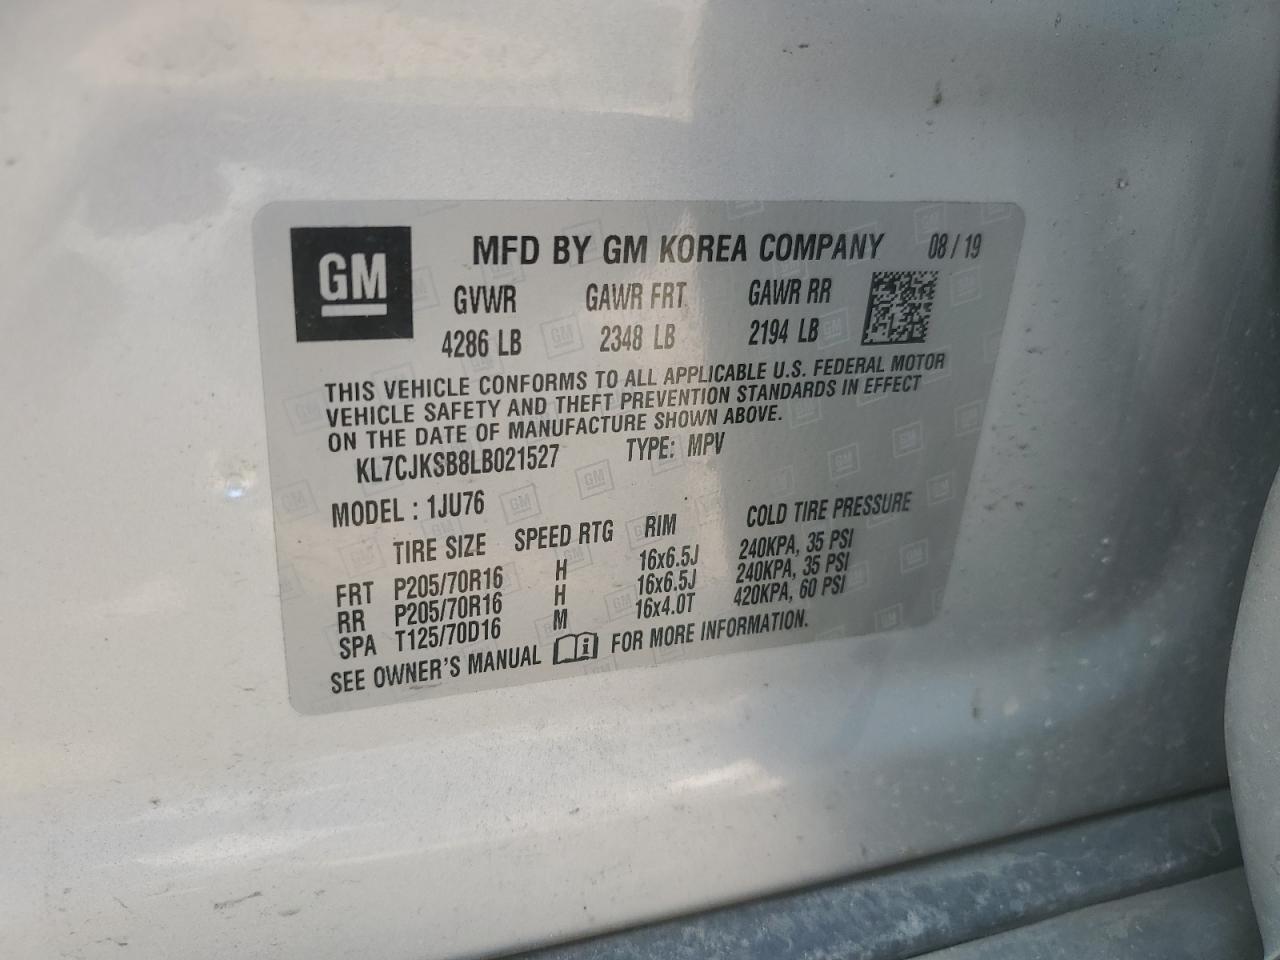 GM
MFD BY GM KOREA COMPANY 08 / 19
GVWR GAWR FRT GAWR RR
4286 LB 2348 LB 2194 LB
THIS VEHICLE CONFORMS TO ALL APPLICABLE U.S. FEDERAL MOTOR
VEHICLE SAFETY AND THEFT PREVENTION STANDARDS IN EFFECT
ON THE DATE OF MANUFACTURE SHOWN ABOVE.
KL7CJKSB8LB021527 TYPE: MPV
MODEL : 1JU76
TIRE SIZE SPEED RTG RIM COLD TIRE PRESSURE
FRT P205/70R16 H 16x6.5J 240KPA, 35 PSI
RR P205/70R16 H 16x6.5J 240KPA, 35 PSI
SPA T125/70D16 M 16x4.0T 420KPA, 60 PSI
SEE OWNER'S MANUAL i FOR MORE INFORMATION.